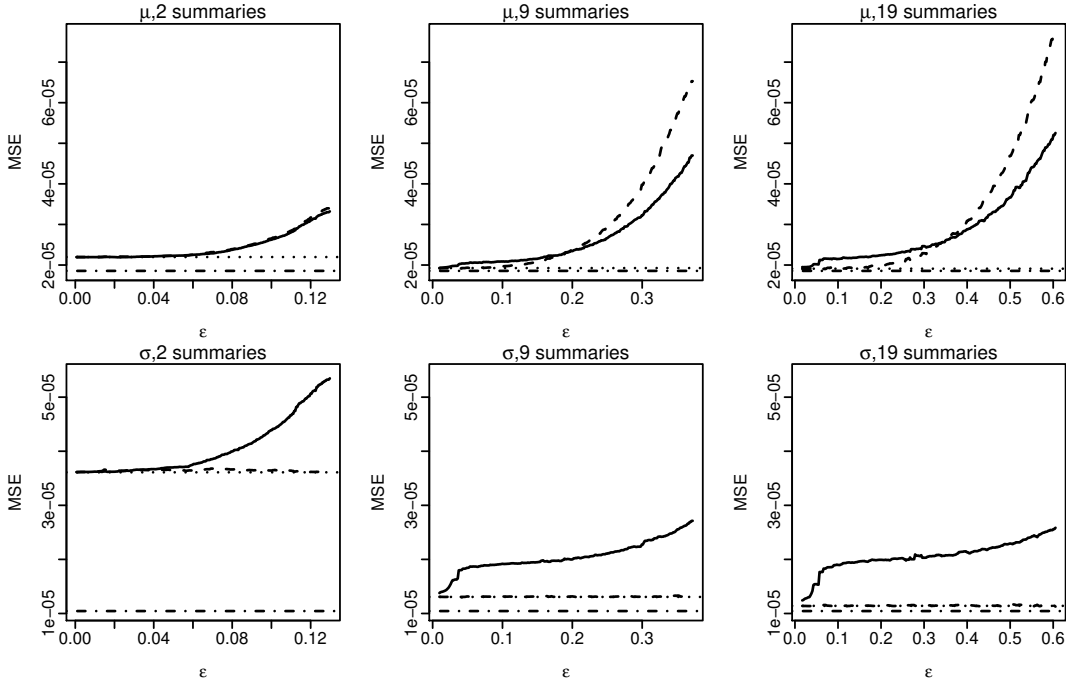 μ,2 summaries
MSE
2e−05 4e−05 6e−05
0.00 0.04 0.08 0.12
ε
μ,9 summaries
MSE
2e−05 4e−05 6e−05
0.0 0.1 0.2 0.3
ε
μ,19 summaries
MSE
2e−05 4e−05 6e−05
0.0 0.1 0.2 0.3 0.4 0.5 0.6
ε
σ,2 summaries
MSE
1e−05 3e−05 5e−05
0.00 0.04 0.08 0.12
ε
σ,9 summaries
MSE
1e−05 3e−05 5e−05
0.0 0.1 0.2 0.3
ε
σ,19 summaries
MSE
1e−05 3e−05 5e−05
0.0 0.1 0.2 0.3 0.4 0.5 0.6
ε